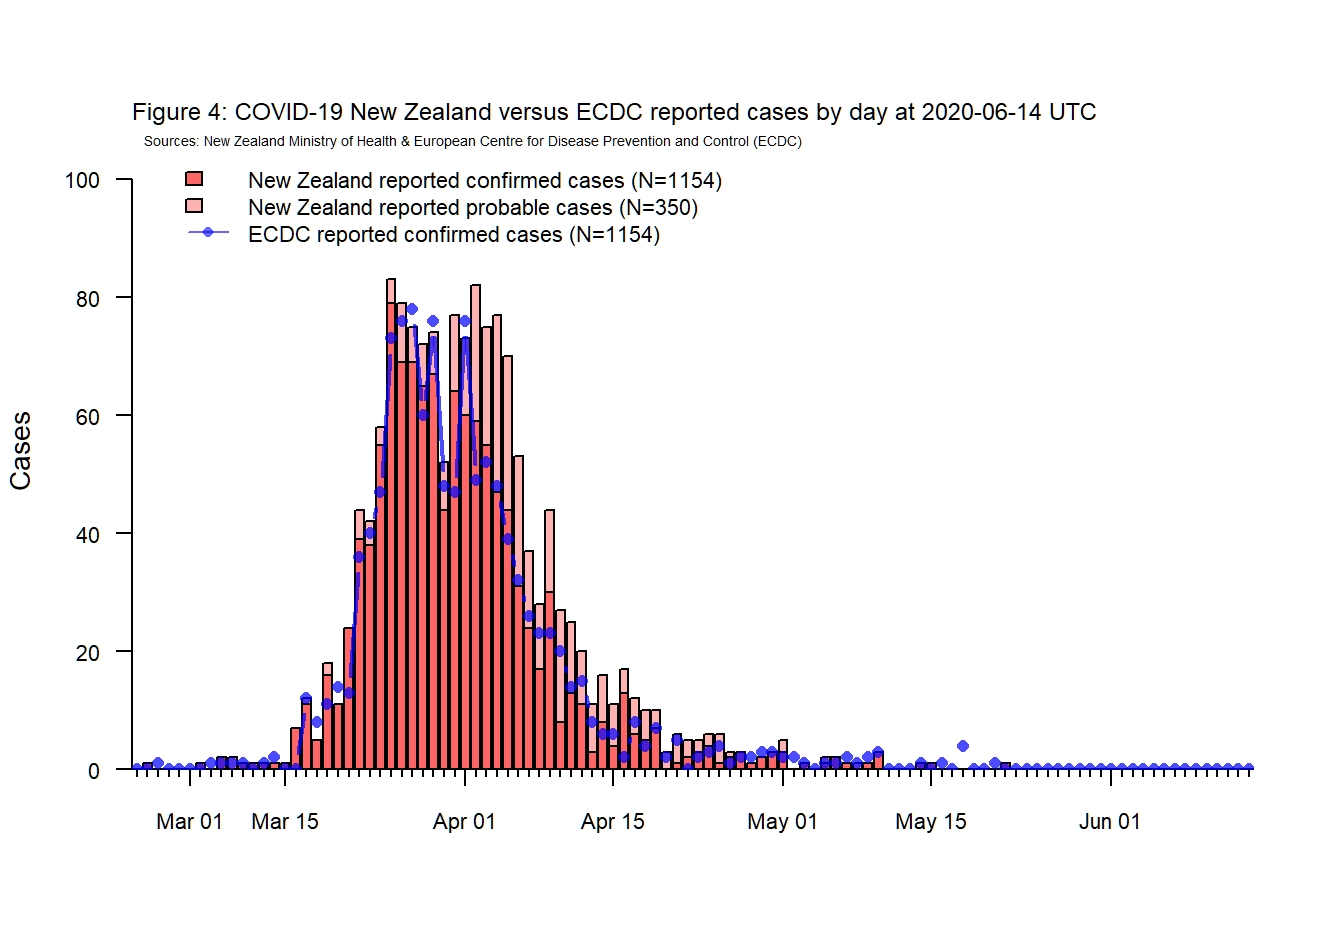 Figure 4: COVID-19 New Zealand versus ECDC reported cases by day at 2020-06-14 UTC
Sources: New Zealand Ministry of Health & European Centre for Disease Prevention and Control (ECDC)
New Zealand reported confirmed cases (N=1154)
New Zealand reported probable cases (N=350)
ECDC reported confirmed cases (N=1154)
Cases
100
80
60
40
20
0
Mar 01 Mar 15 Apr 01 Apr 15 May 01 May 15 Jun 01